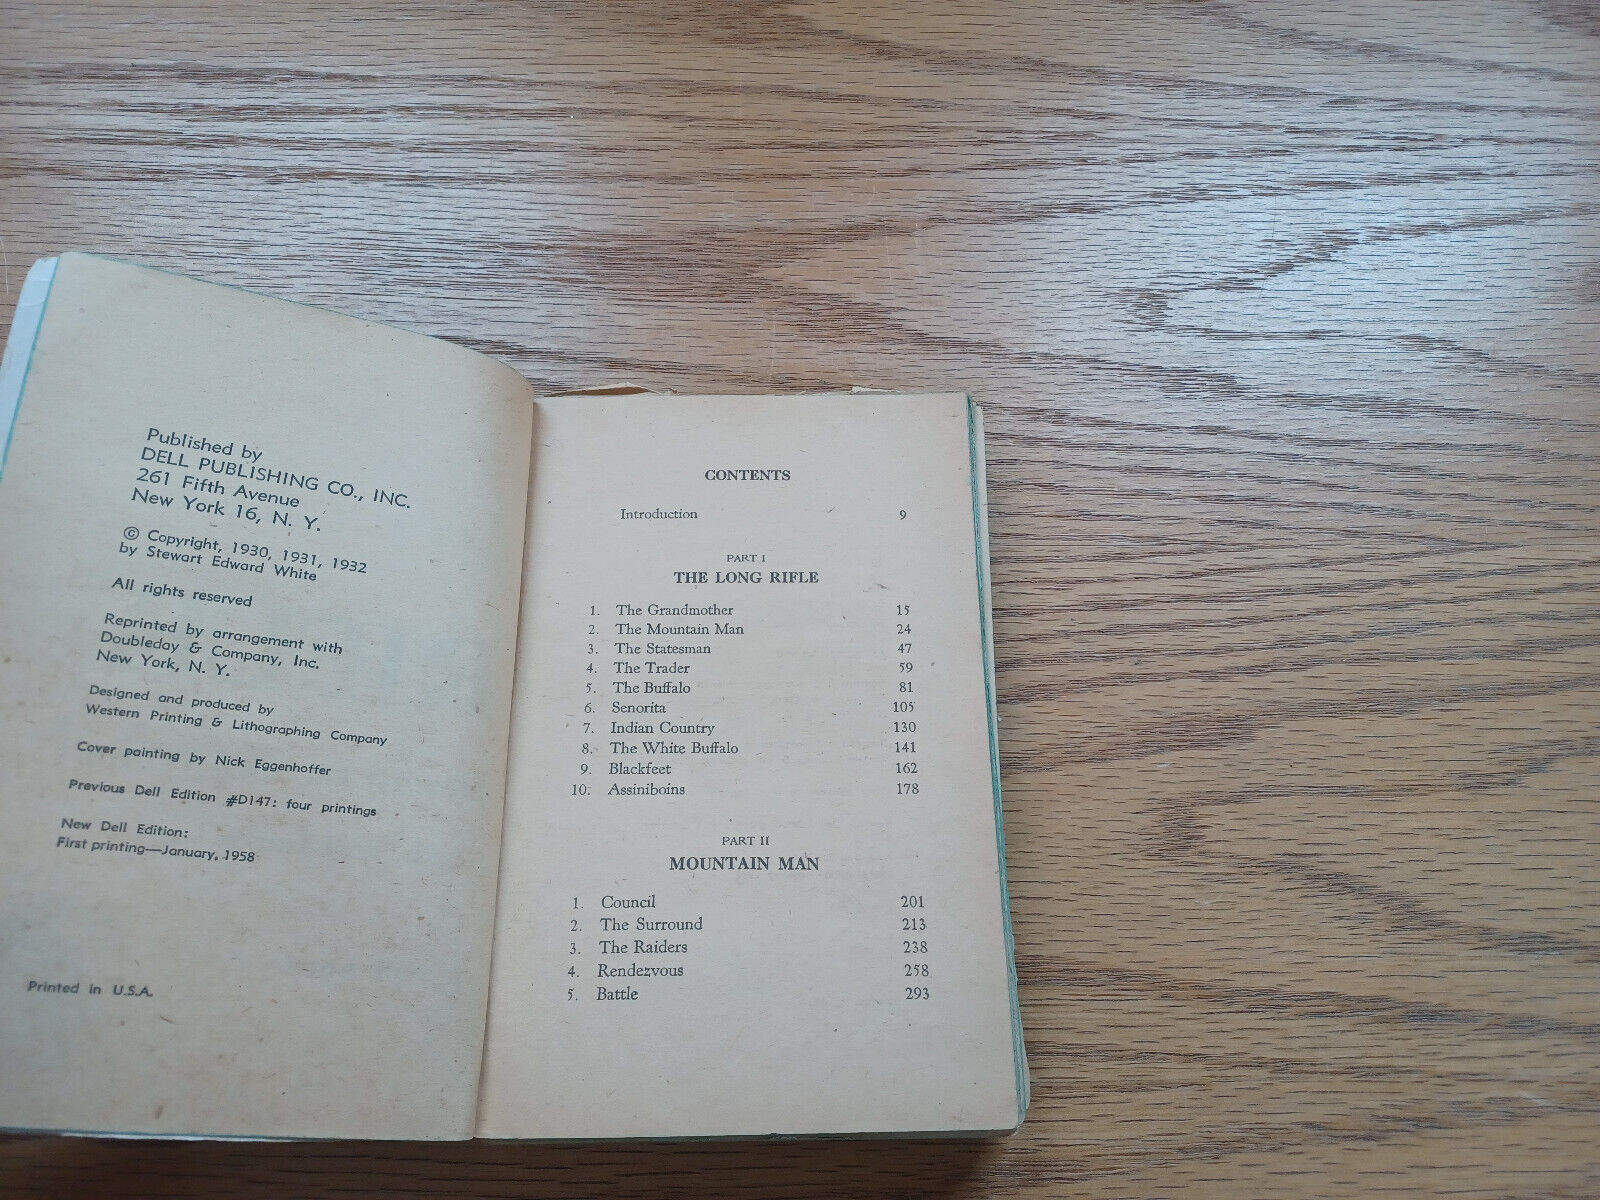 Published by
DELL PUBLISHING CO., INC.
261 Fifth Avenue
New York 16, N. Y.
© Copyright, 1930, 1931, 1932
by Stewart Edward White
All rights reserved
Reprinted by arrangement with
Doubleday & Company, Inc.
New York, N. Y.
Designed and produced by
Western Printing & Lithographing Company
Cover painting by Nick Eggenhoffer
Previous Dell Edition #D147: four printings
New Dell Edition:
First printing—January, 1958
Printed in U.S.A.
CONTENTS
Introduction 9
PART I
THE LONG RIFLE
1. The Grandmother 15
2. The Mountain Man 24
3. The Statesman 47
4. The Trader 59
5. The Buffalo 81
6. Senorita 105
7. Indian Country 130
8. The White Buffalo 141
9. Blackfeet 162
10. Assiniboins 178
PART II
MOUNTAIN MAN
1. Council 201
2. The Surround 213
3. The Raiders 238
4. Rendezvous 258
5. Battle 293